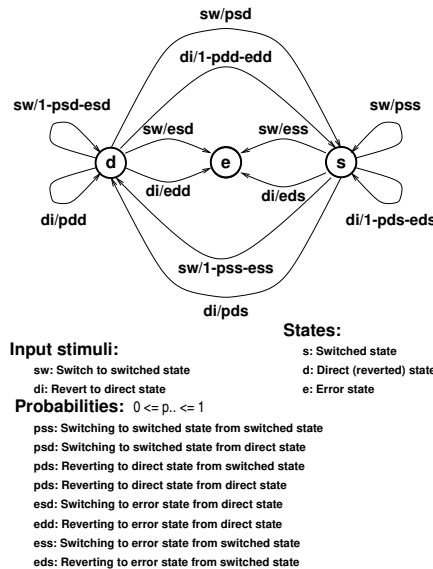 sw/psd
di/1-pdd-edd
sw/1-psd-esd
sw/pss
sw/esd
sw/ess
d
e
s
di/edd
di/eds
di/pdd
di/1-pds-eds
sw/1-pss-ess
di/pds
States:
s: Switched state
d: Direct (reverted) state
e: Error state
Input stimuli:
sw: Switch to switched state
di: Revert to direct state
Probabilities: 0 <= p.. <= 1
pss: Switching to switched state from switched state
psd: Switching to switched state from direct state
pds: Reverting to direct state from switched state
pds: Reverting to direct state from direct state
esd: Switching to error state from direct state
edd: Reverting to error state from direct state
ess: Switching to error state from switched state
eds: Reverting to error state from switched state